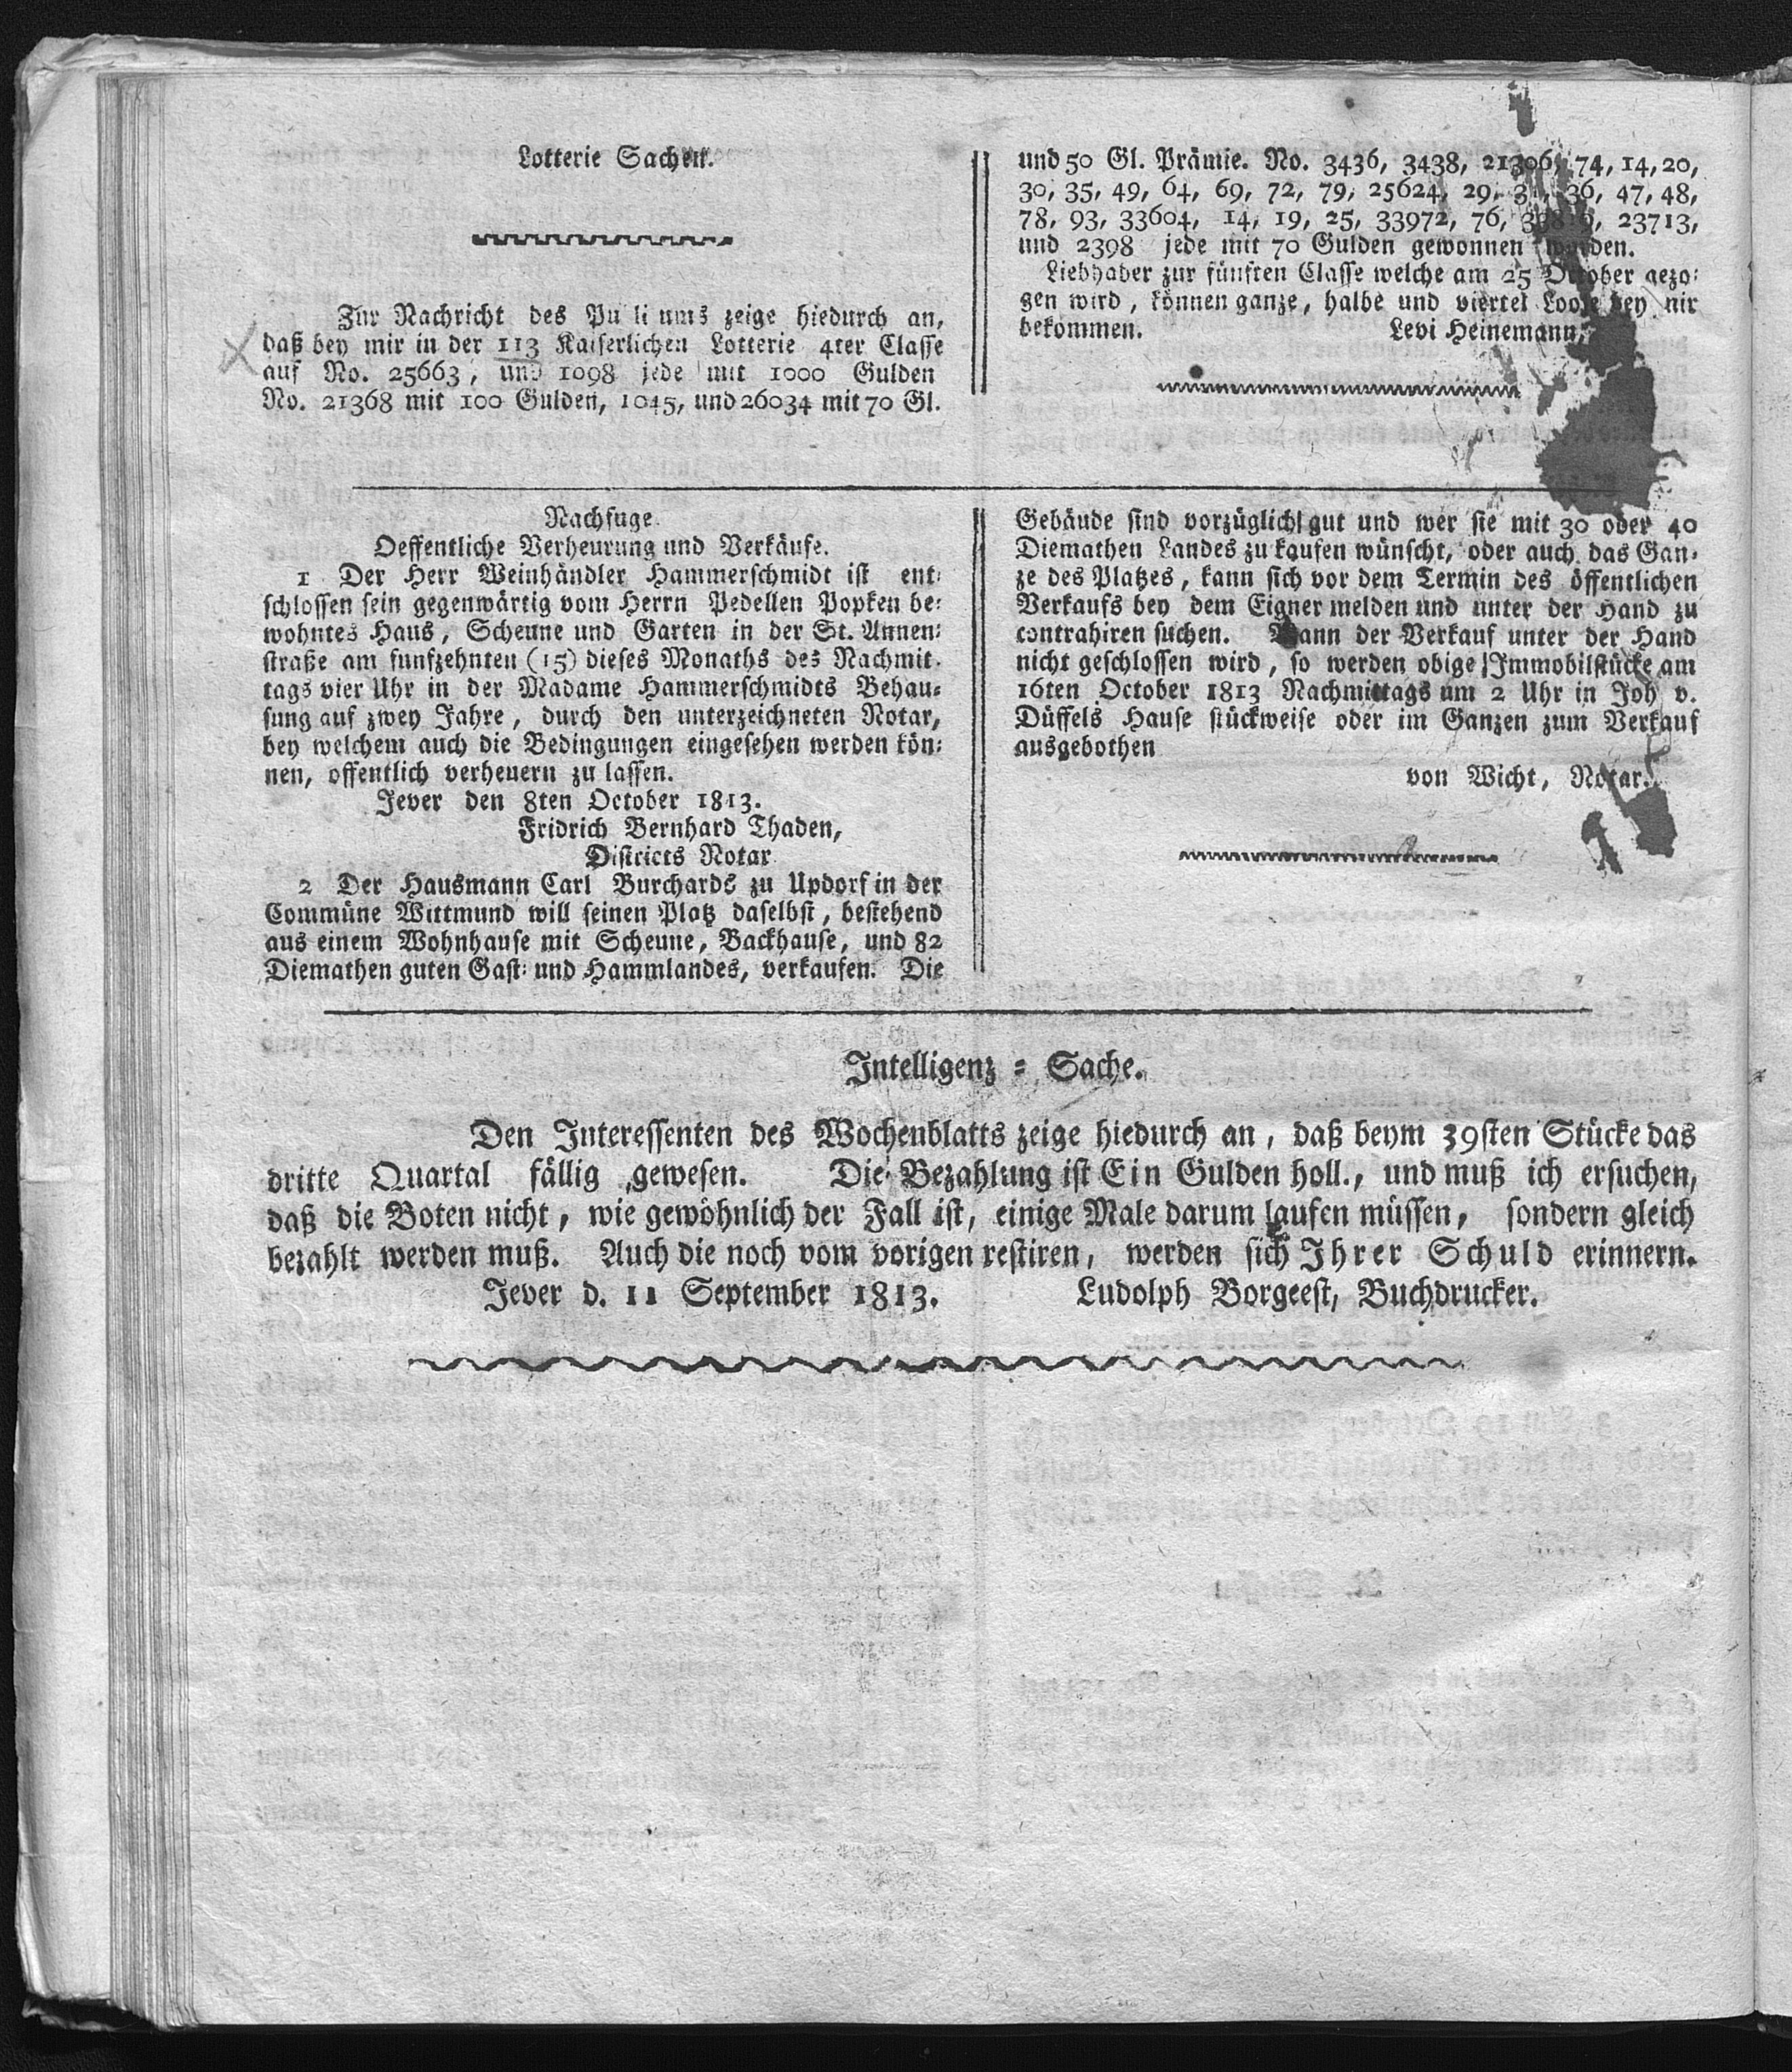 Lotterie Sachen.
Zur Nachricht des Pu li ums zeige hiedurch an,
daß bey mir in der 113 Kaiserlichen Lotterie 4ter Classe
auf No. 25663, und 1098 jede mit 1000 Gulden
No. 21368 mit 100 Gulden, 1045, und 26034 mit 70 Gl.
und 50 Gl. Prämie. No. 3436, 3438, 21306, 74, 14, 20,
30, 35, 49, 64, 69, 72, 79, 25624, 29, 36, 47, 48,
78, 93, 33604, 14, 19, 25, 33972, 76, 23713,
und 2398 jede mit 70 Gulden gewonnen worden.
Liebhaber zur fünften Classe welche am 25 October gezo-
gen wird, können ganze, halbe und viertel Loose bey mir
bekommen. Levi Heinemann.
Nachfuge
Oeffentliche Verheurung und Verkäufe.
1 Der Herr Weinhändler Hammerschmidt ist ent-
schlossen sein gegenwärtig vom Herrn Pedellen Popken be-
wohntes Haus, Scheune und Garten in der St. Annen-
straße am funfzehnten (15) dieses Monaths des Nachmit-
tags vier Uhr in der Madame Hammerschmidts Behau-
sung auf zwey Jahre, durch den unterzeichneten Notar,
bey welchem auch die Bedingungen eingesehen werden kön-
nen, offentlich verheuern zu lassen.
Jever den 8ten October 1813.
Fridrich Bernhard Thaden,
Districts Notar
2 Der Hausmann Carl Burchards zu Updorf in der
Commüne Wittmund will seinen Platz daselbst, bestehend
aus einem Wohnhause mit Scheune, Backhause, und 82
Diemathen guten Gast- und Hammlandes, verkaufen. Die
Gebäude sind vorzüglich gut und wer sie mit 30 oder 40
Diemathen Landes zu kaufen wünscht, oder auch das Gan-
ze des Platzes, kann sich vor dem Termin des öffentlichen
Verkaufs bey dem Eigner melden und unter der Hand zu
contrahiren suchen. Wann der Verkauf unter der Hand
nicht geschlossen wird, so werden obige Immobilstücke am
16ten October 1813 Nachmittags um 2 Uhr in Joh v.
Düffels Hause stückweise oder im Ganzen zum Verkauf
ausgebothen
von Wicht, Notar.
Intelligenz-Sache.
Den Interessenten des Wochenblatts zeige hiedurch an, daß beym 39sten Stücke das
dritte Quartal fällig gewesen. Die Bezahlung ist Ein Gulden holl., und muß ich ersuchen,
daß die Boten nicht, wie gewöhnlich der Fall ist, einige Male darum laufen müssen, sondern gleich
bezahlt werden muß. Auch die noch vom vorigen restiren, werden sich Ihrer Schuld erinnern.
Jever d. 11 September 1813. Ludolph Borgeest, Buchdrucker.